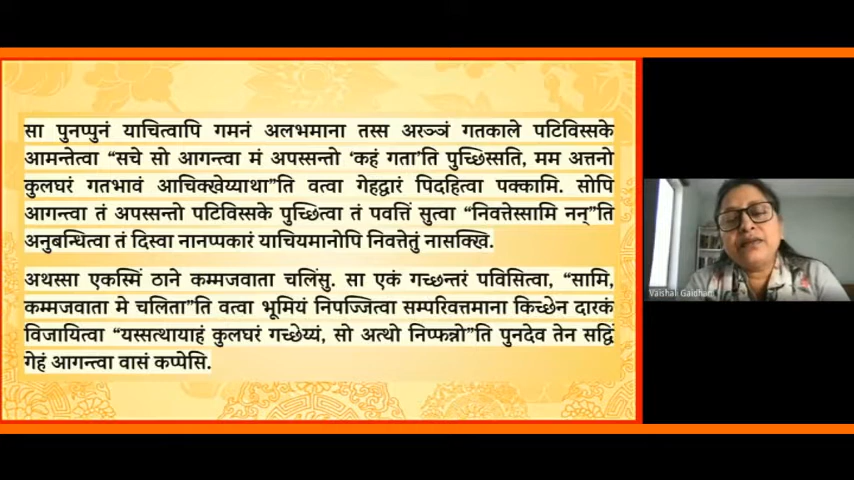 सा पुनप्पुनं याचित्वापि गमनं अलभमाना तस्स अरञ्ञं गतकाले पटिविस्सके
आमन्तेत्वा “सचे सो आगन्त्वा मं अपस्सन्तो ‘कहं गता’ति पुच्छिस्सति, मम अत्तनो
कुलघरं गतभावं आचिक्खेय्याथा”ति वत्वा गेहद्वारं पिदहित्वा पक्कामि. सोपि
आगन्त्वा तं अपस्सन्तो पटिविस्सके पुच्छित्वा तं पवत्तिं सुत्वा “निवत्तेस्सामि नन्”ति
अनुबन्धित्वा तं दिस्वा नानप्पकारं याचियमानोपि निवत्तेतुं नासक्खि.
अथस्सा एकस्मिं ठाने कम्मजवाता चलिंसु. सा एकं गच्छन्तरं पविसित्वा, “सामि,
कम्मजवाता मे चलिता”ति वत्वा भूमियं निपज्जित्वा सम्परिवत्तमाना किच्छेन दारकं
विजायित्वा “यस्सत्थायाहं कुलघरं गच्छेय्यं, सो अत्थो निप्फन्नो”ति पुनदेव तेन सद्धिं
गेहं आगन्त्वा वासं कप्पेसि.
Vaishali Gaidhani